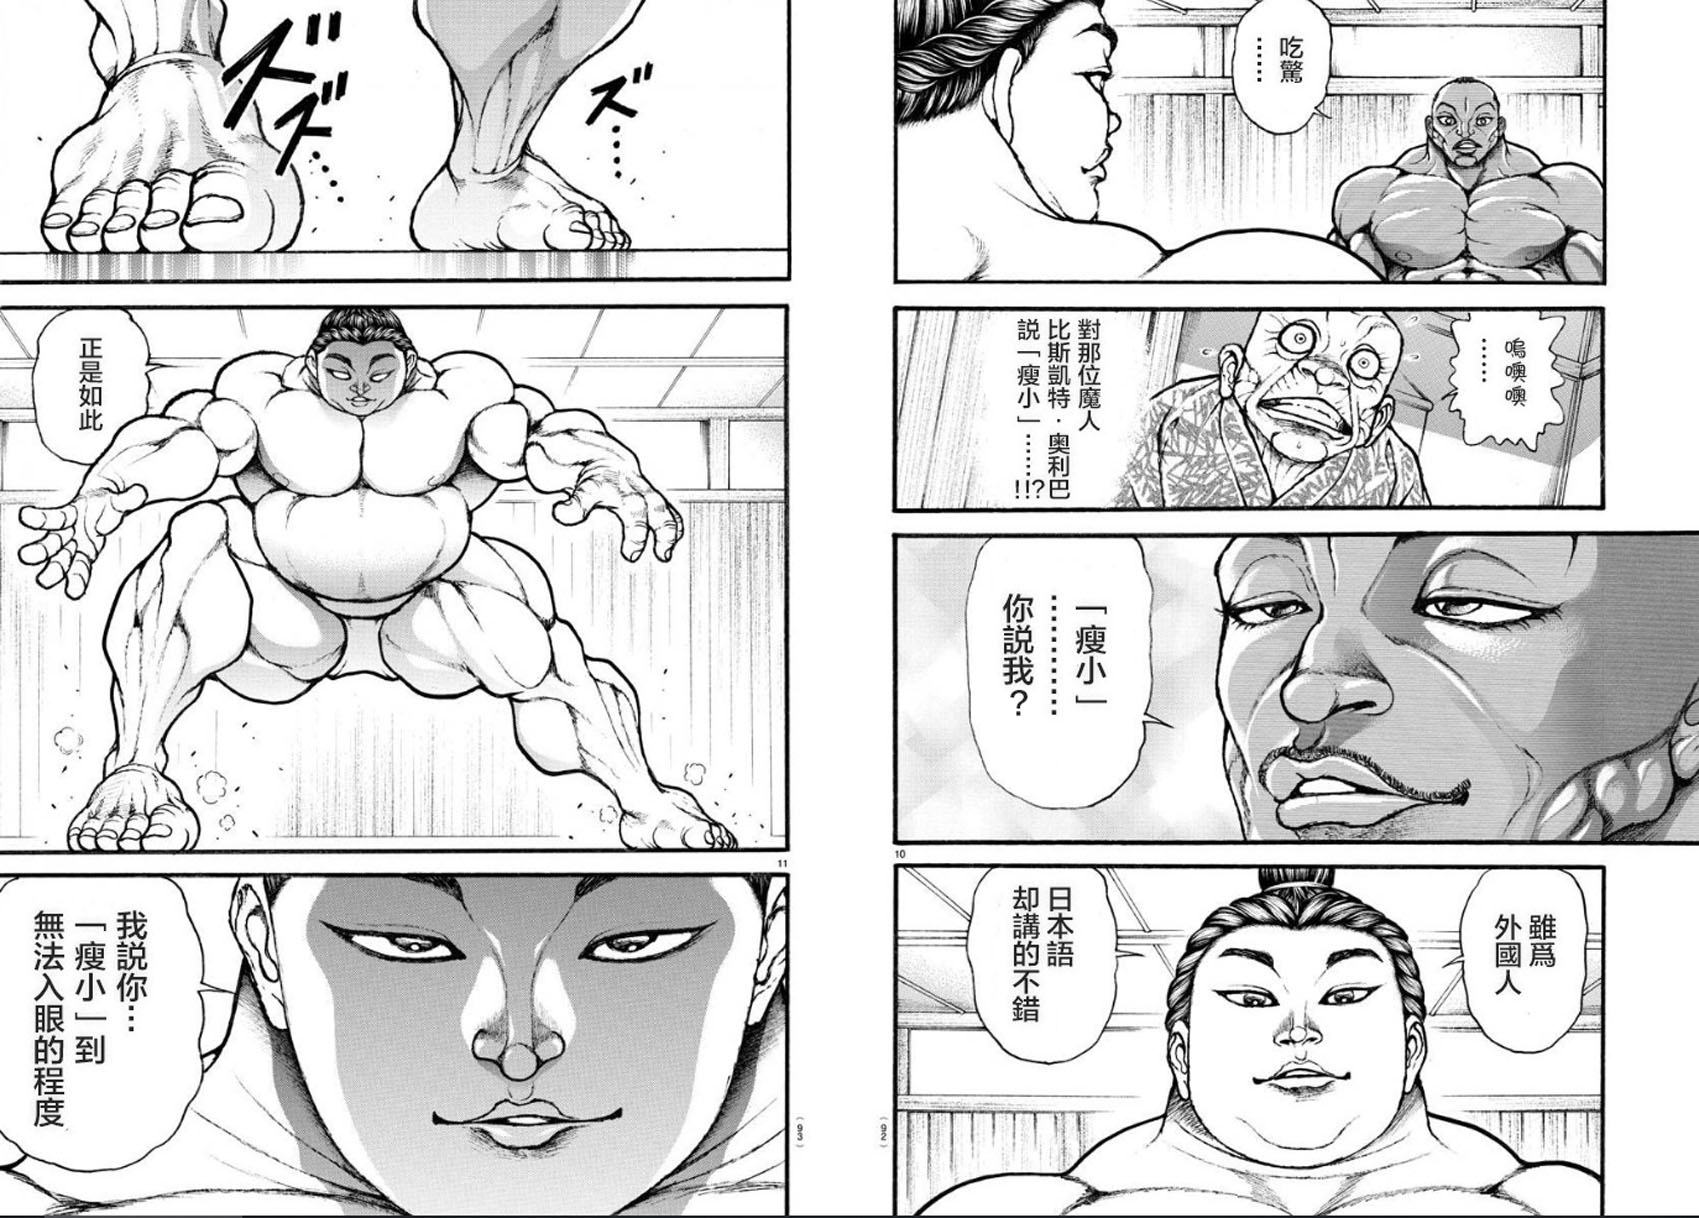 吃驚
……
嗚噢噢
……
對那位魔人
比斯凱特·奧利巴
說「瘦小」……!!?
「瘦小」
…………
你說我?
10
雖爲
外國人
日本語
却講的不錯
(92)
ズズ…
ズ…
正是如此
11
我說你…
「瘦小」到
無法入眼的程度
(93)